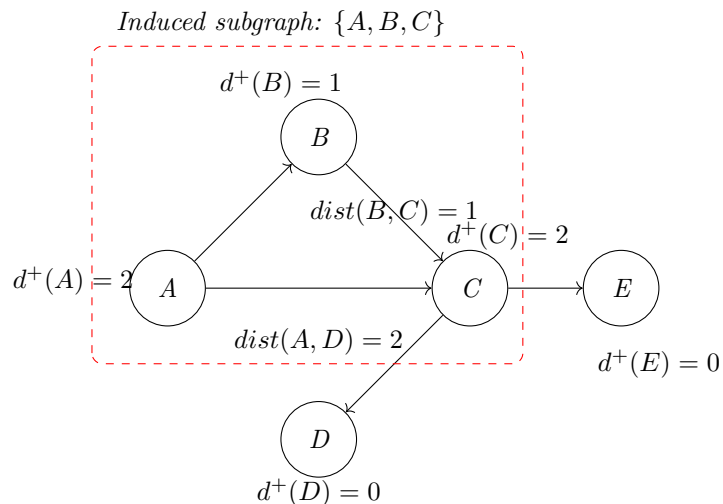 Induced subgraph: {A, B, C}
d⁺(B) = 1
B
dist(B, C) = 1
d⁺(C) = 2
d⁺(A) = 2
A
C
E
dist(A, D) = 2
d⁺(E) = 0
D
d⁺(D) = 0